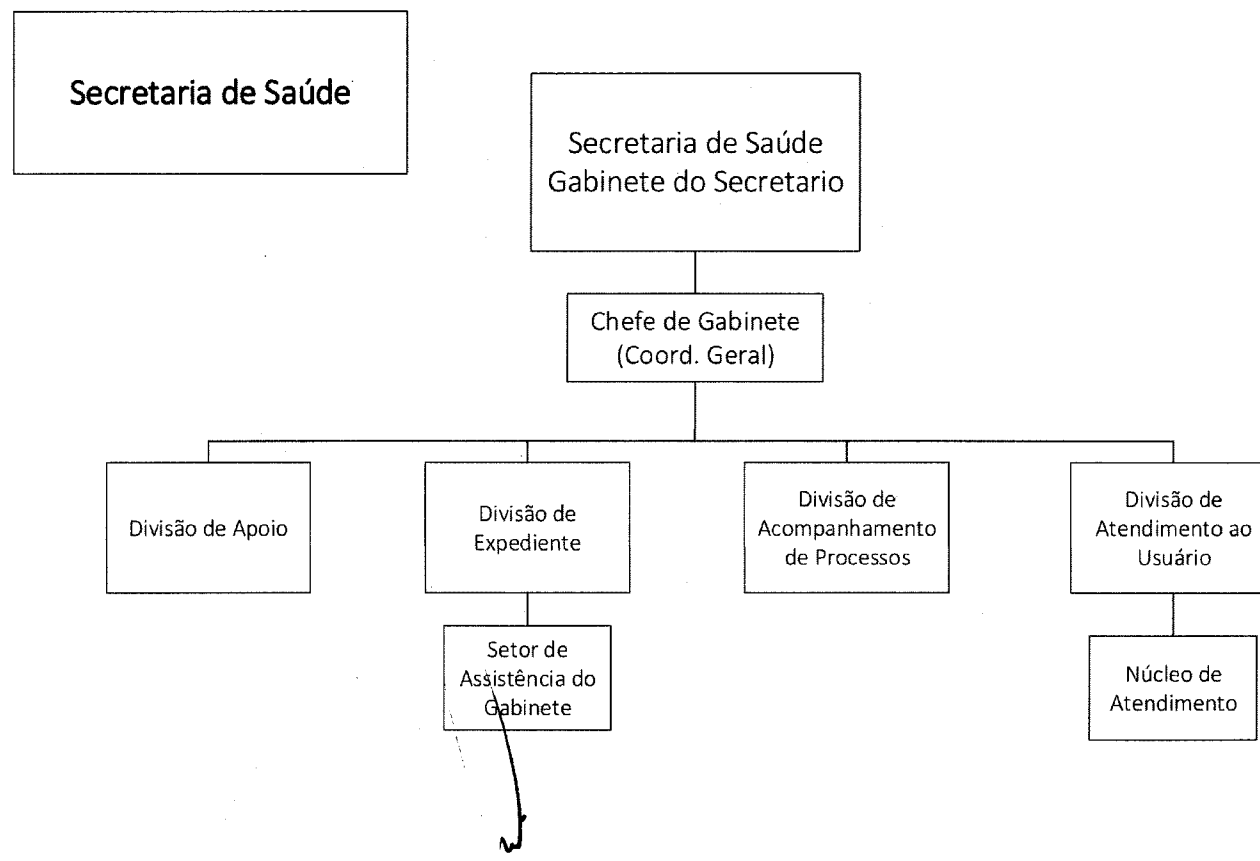 Secretaria de Saúde
Secretaria de Saúde
Gabinete do Secretario
Chefe de Gabinete
(Coord. Geral)
Divisão de Apoio
Divisão de
Expediente
Divisão de
Acompanhamento
de Processos
Divisão de
Atendimento ao
Usuário
Setor de
Assistência do
Gabinete
Núcleo de
Atendimento